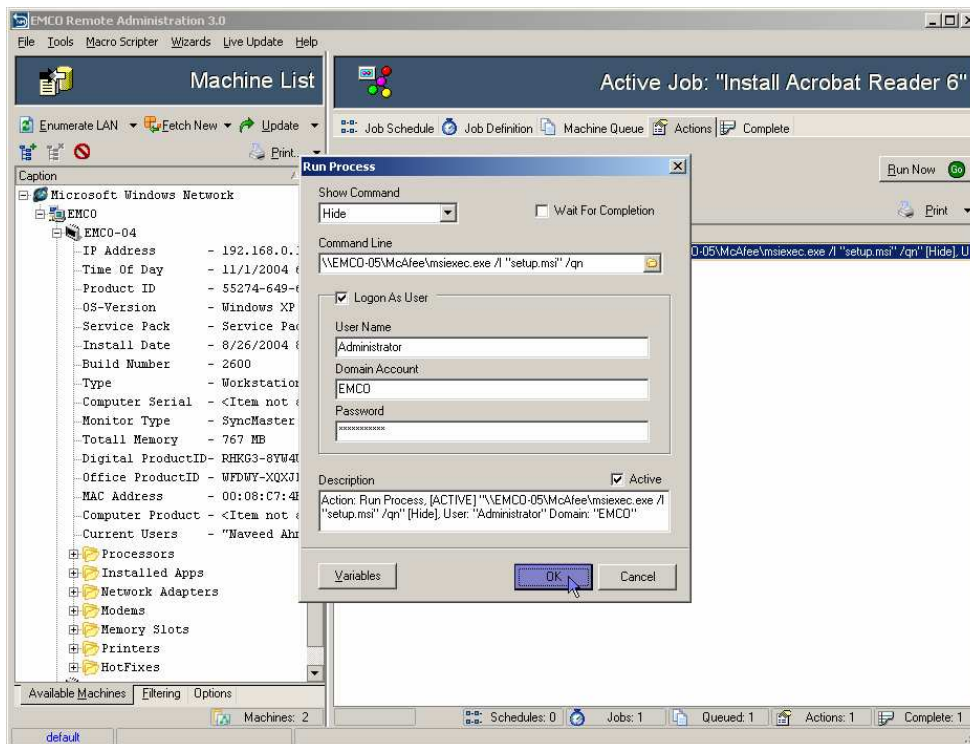 EMCO Remote Administration 3.0
File Tools Macro Scripter Wizards Live Update Help
Machine List
Active Job: "Install Acrobat Reader 6"
Enumerate LAN Fetch New Update
Print..
Job Schedule Job Definition Machine Queue Actions Complete
Run Now Go
Print
Caption
Microsoft Windows Network
EMCO
EMCO-04
IP Address - 192.168.0.
Time Of Day - 11/1/2004
Product ID - 55274-649-
OS-Version - Windows XP
Service Pack - Service Pac
Install Date - 8/26/2004
Build Number - 2600
Type - Workstation
Computer Serial - <Item not
Monitor Type - SyncMaster
Totall Memory - 767 MB
Digital ProductID- RHKG3-8YW4
Office ProductID - WFDWY-XQXJ
MAC Address - 00:08:C7:4
Computer Product - <Item not
Current Users - "Naveed Ahm
Processors
Installed Apps
Network Adapters
Modems
Memory Slots
Printers
HotFixes
Available Machines Filtering Options
Machines: 2
default
0-05\McAfee\msiexec.exe /I "setup.msi" /qn" [Hide], U
Run Process
Show Command
Hide
Wait For Completion
Command Line
\\EMCO-05\McAfee\msiexec.exe /I "setup.msi" /qn
Logon As User
User Name
Administrator
Domain Account
EMCO
Password
xxxxxxxxxxx
Description
Active
Action: Run Process, [ACTIVE] "\\EMCO-05\McAfee\msiexec.exe /I
"setup.msi" /qn" [Hide], User: "Administrator" Domain: "EMCO"
Variables
OK
Cancel
Schedules: 0 Jobs: 1 Queued: 1 Actions: 1 Complete: 1